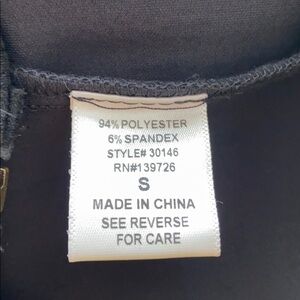 94% POLYESTER
6% SPANDEX
STYLE# 30146
RN#139726
S
MADE IN CHINA
SEE REVERSE
FOR CARE